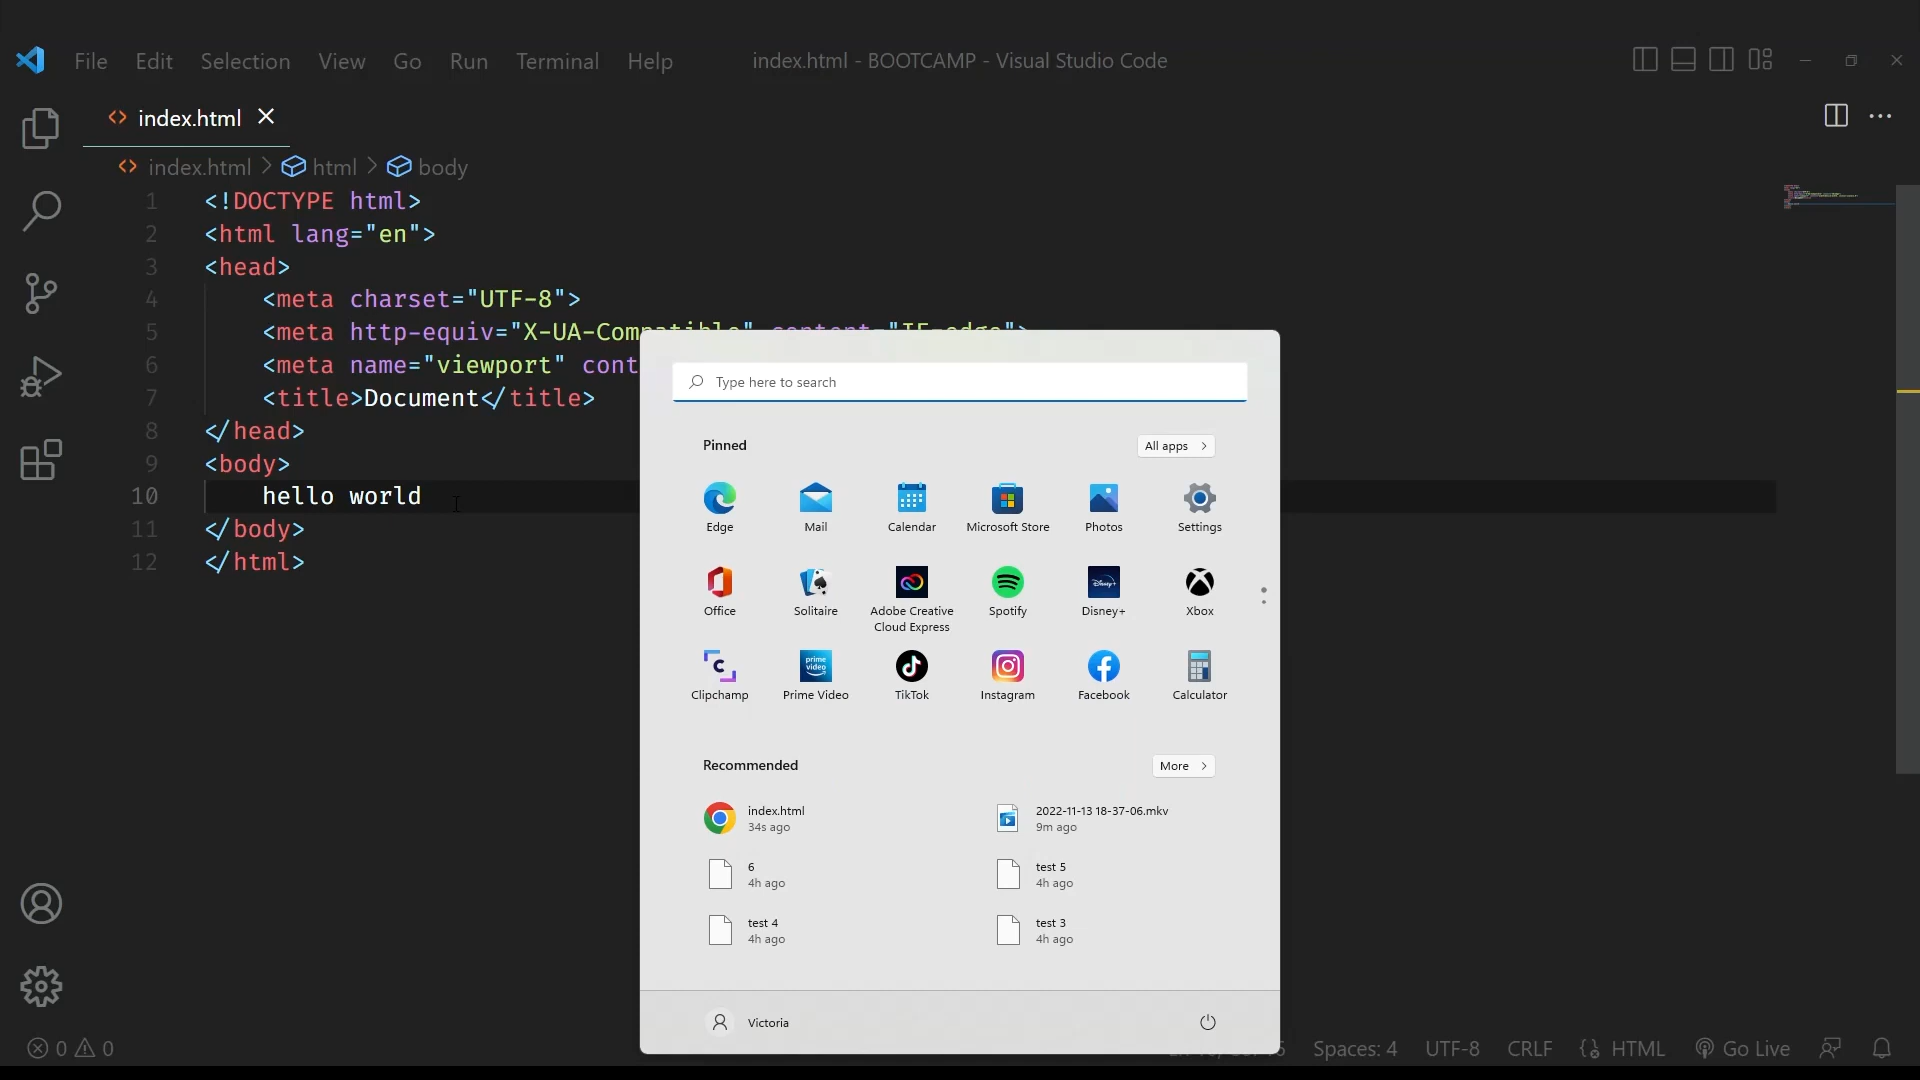 File Edit Selection View Go Run Terminal Help index.html - BOOTCAMP - Visual Studio Code
index.html
index.html > html > body
1 <!DOCTYPE html>
2 <html lang="en">
3 <head>
4 <meta charset="UTF-8">
5 <meta http-equiv="X-UA-Compatible" content="IE=edge">
6 <meta name="viewport" cont
7 <title>Document</title>
8 </head>
9 <body>
10 hello world
11 </body>
12 </html>
Type here to search
Pinned All apps >
Edge Mail Calendar Microsoft Store Photos Settings
Office Solitaire Adobe Creative Cloud Express Spotify Disney+ Xbox
Clipchamp Prime Video TikTok Instagram Facebook Calculator
Recommended More >
index.html 2022-11-13 18-37-06.mkv
34s ago 9m ago
6 test 5
4h ago 4h ago
test 4 test 3
4h ago 4h ago
Victoria
0 0 Spaces: 4 UTF-8 CRLF HTML Go Live